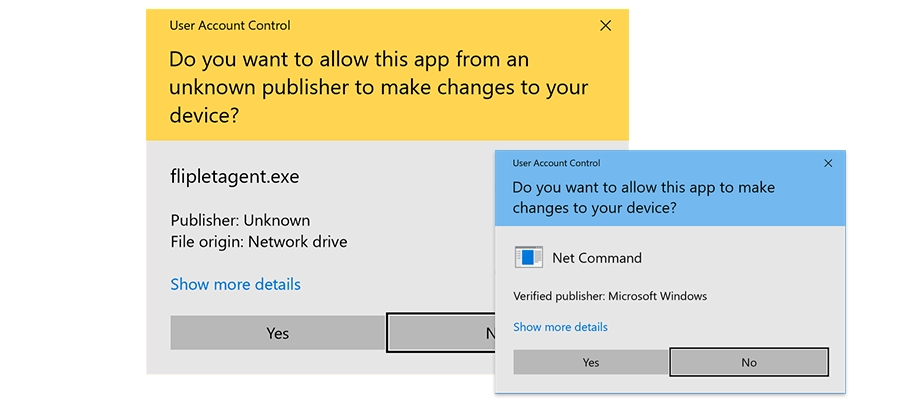 User Account Control
Do you want to allow this app from an
unknown publisher to make changes to your
device?
flipletagent.exe
Publisher: Unknown
File origin: Network drive
Show more details
Yes
User Account Control
Do you want to allow this app to make
changes to your device?
Net Command
Verified publisher: Microsoft Windows
Show more details
Yes
No